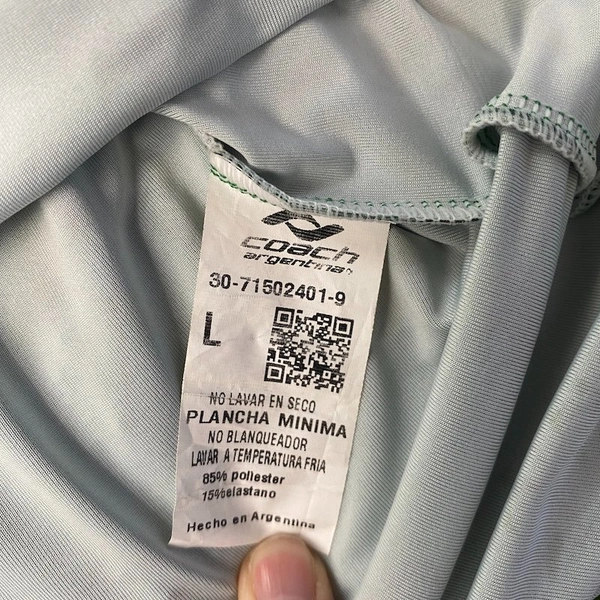 coach
argentina
30-71502401-9
L
NO LAVAR EN SECO
PLANCHA MINIMA
NO BLANQUEADOR
LAVAR A TEMPERATURA FRIA
85% poliester
15%elastano
Hecho en Argentina